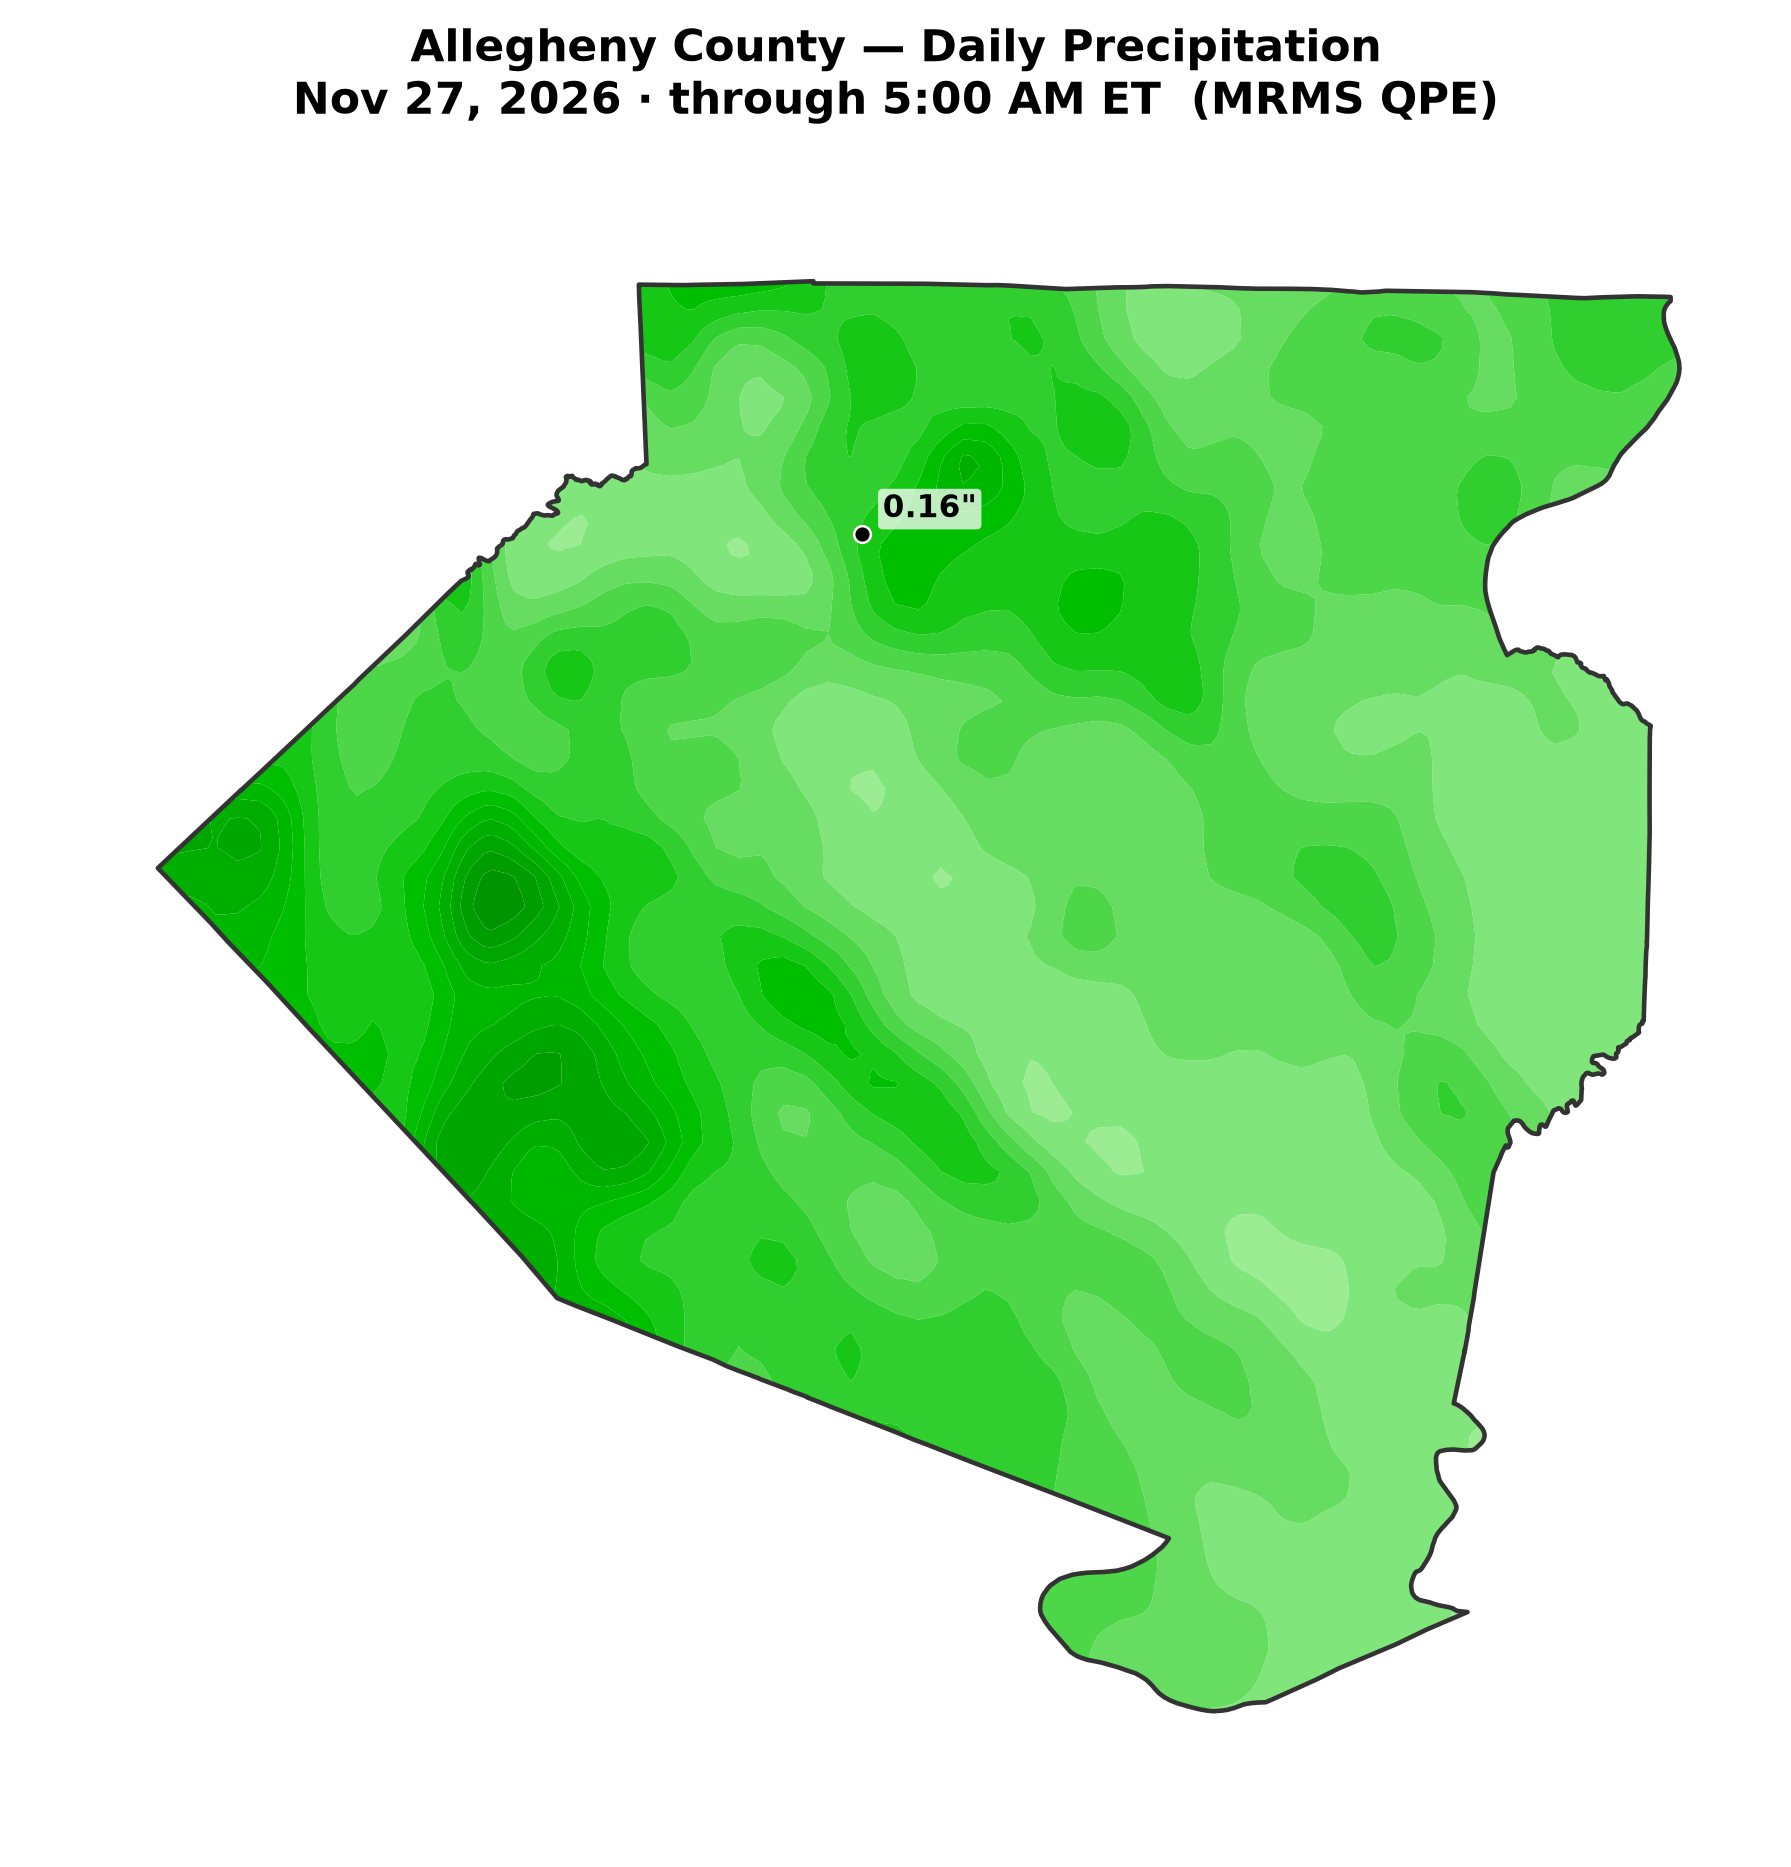 Allegheny County — Daily Precipitation
Nov 27, 2026 · through 5:00 AM ET  (MRMS QPE)
0.16"